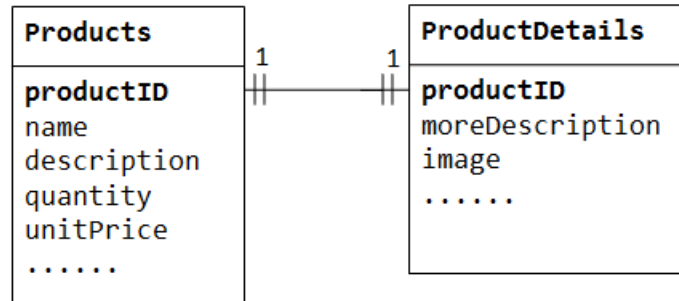 Products
productID
name
description
quantity
unitPrice
......
1
1
ProductDetails
productID
moreDescription
image
......